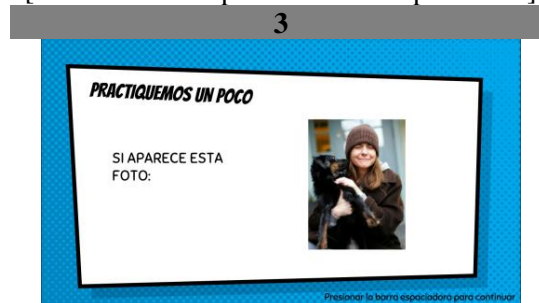 3
PRACTIQUEMOS UN POCO
SI APARECE ESTA
FOTO:
Presionar la barra espaciadora para continuar